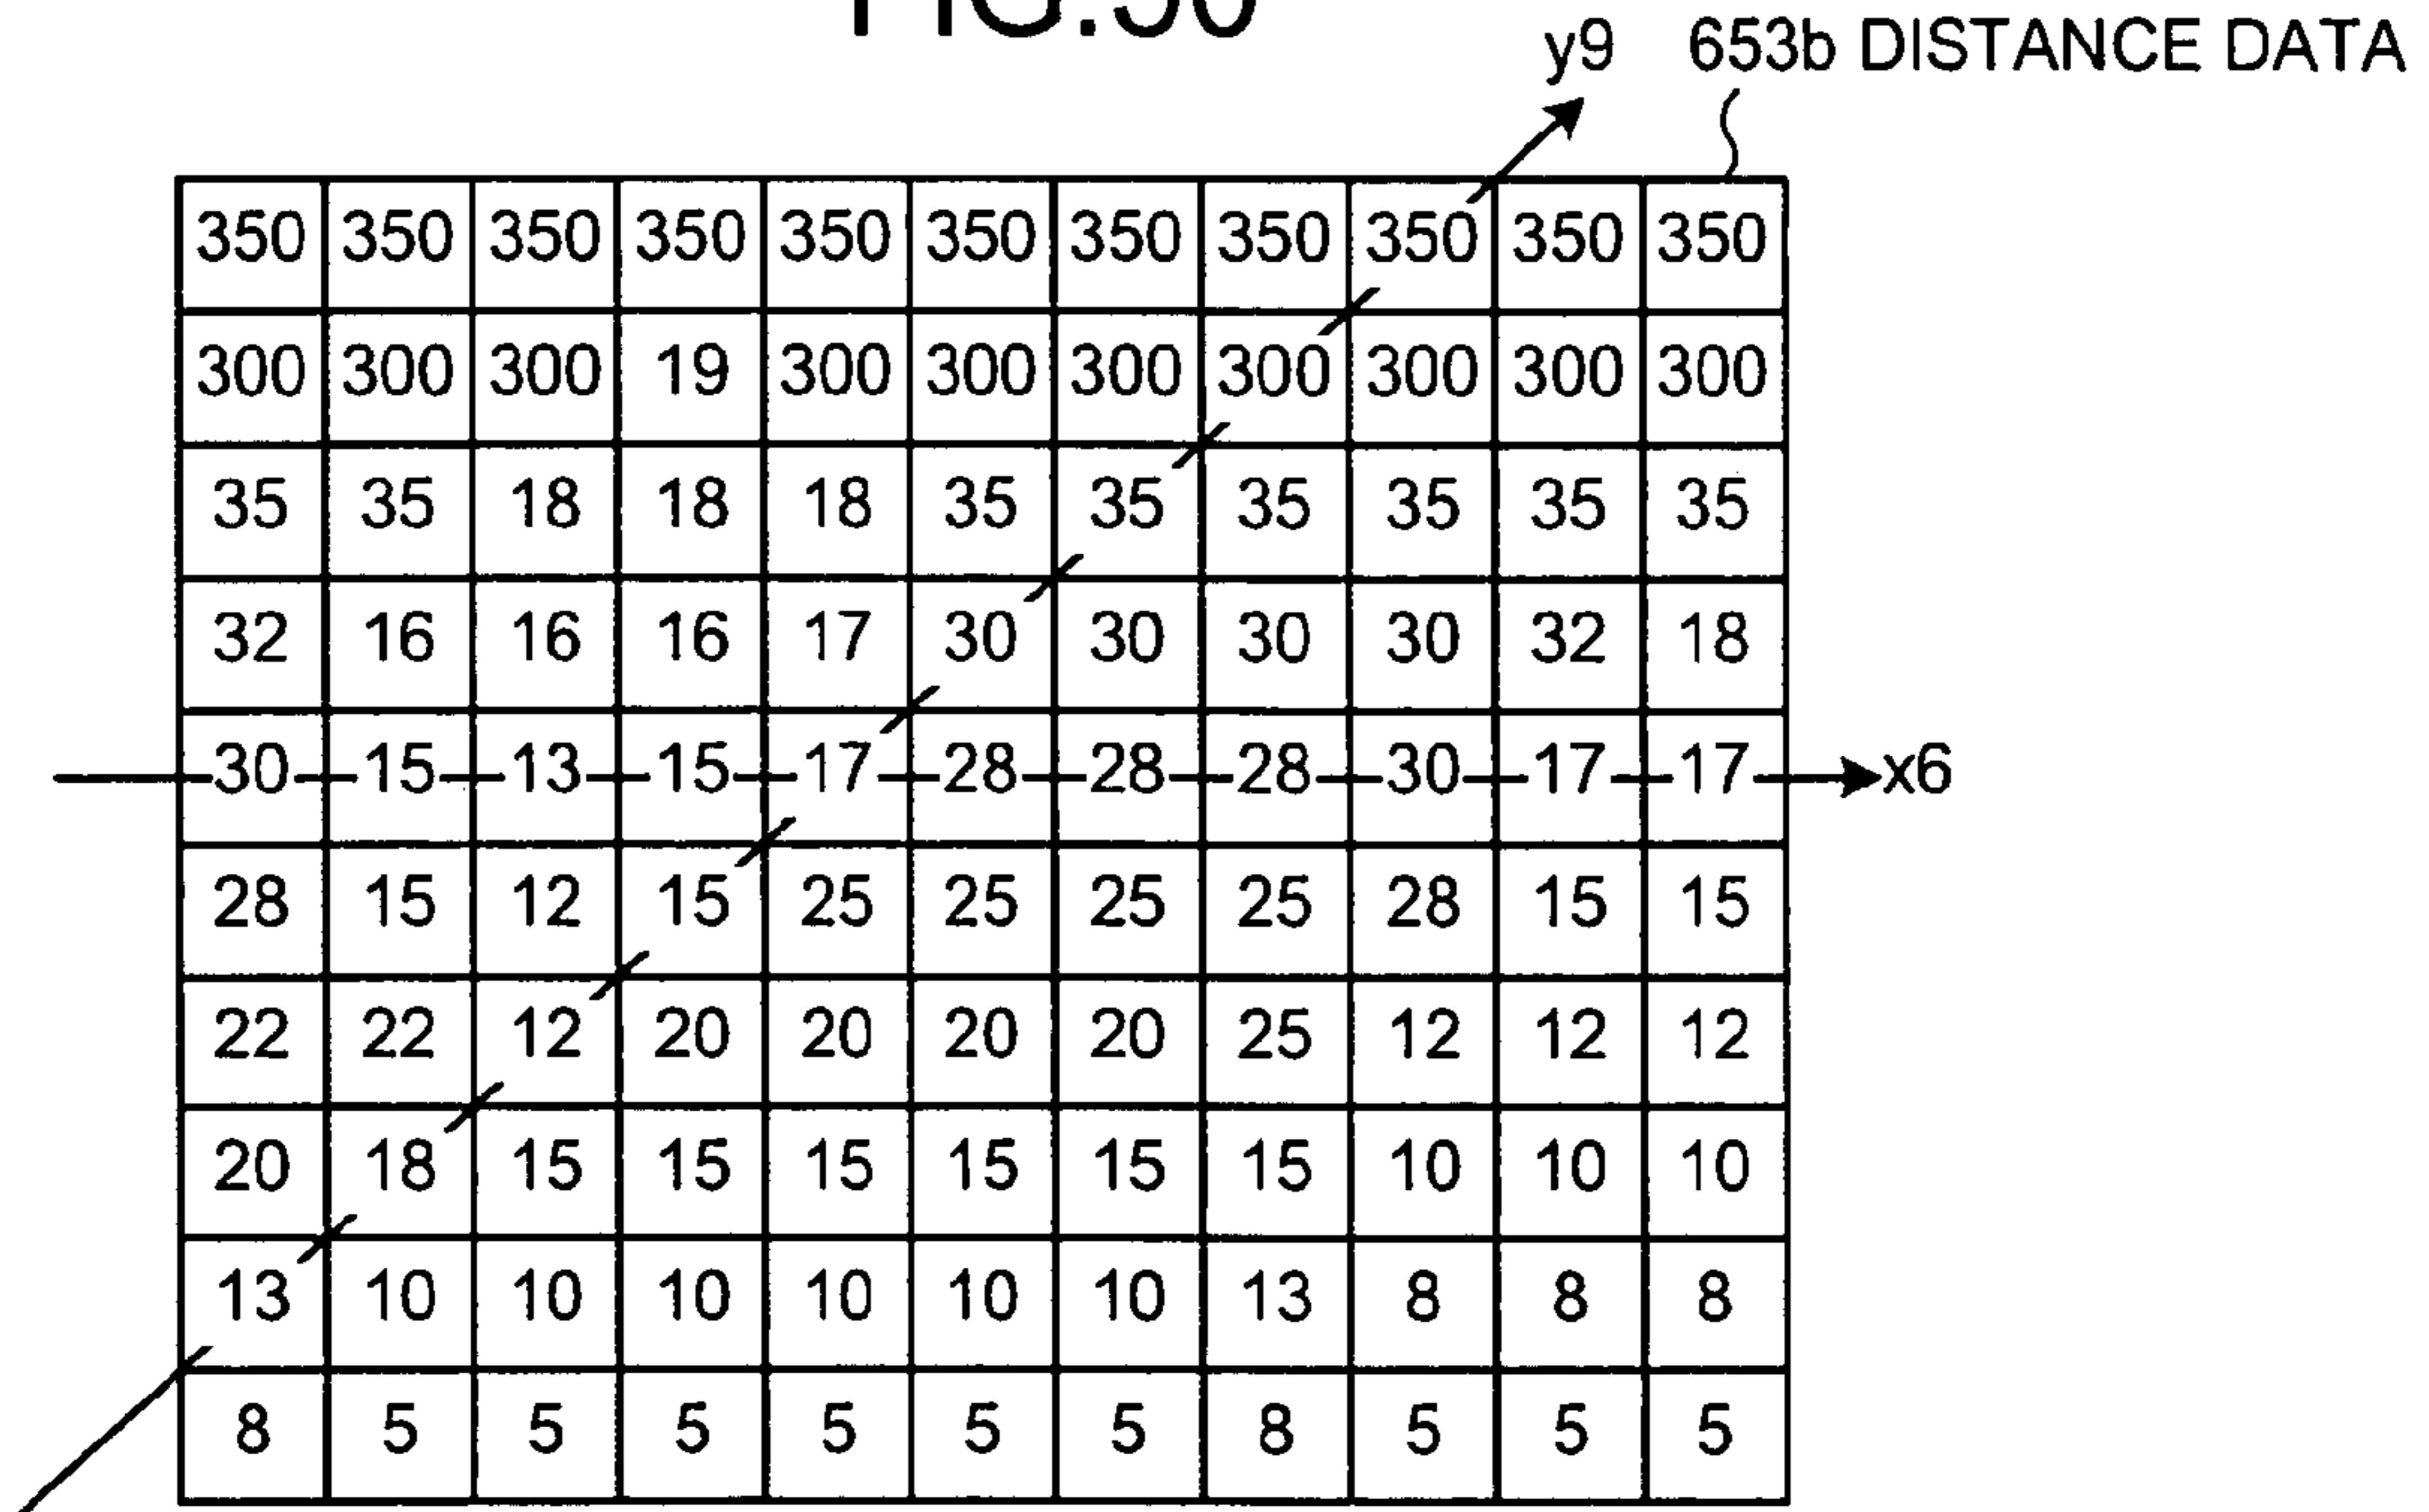 FIG.50
y9 653b DISTANCE DATA
350 350 350 350 350 350 350 350 350 350 350
300 300 300 19 300 300 300 300 300 300 300
35 35 18 18 18 35 35 35 35 35 35
32 16 16 16 17 30 30 30 30 32 18
30 15 13 15 17 28 28 28 30 17 17 x6
28 15 12 15 25 25 25 25 28 15 15
22 22 12 20 20 20 20 25 12 12 12
20 18 15 15 15 15 15 15 10 10 10
13 10 10 10 10 10 10 13 8 8 8
8 5 5 5 5 5 5 8 5 5 5